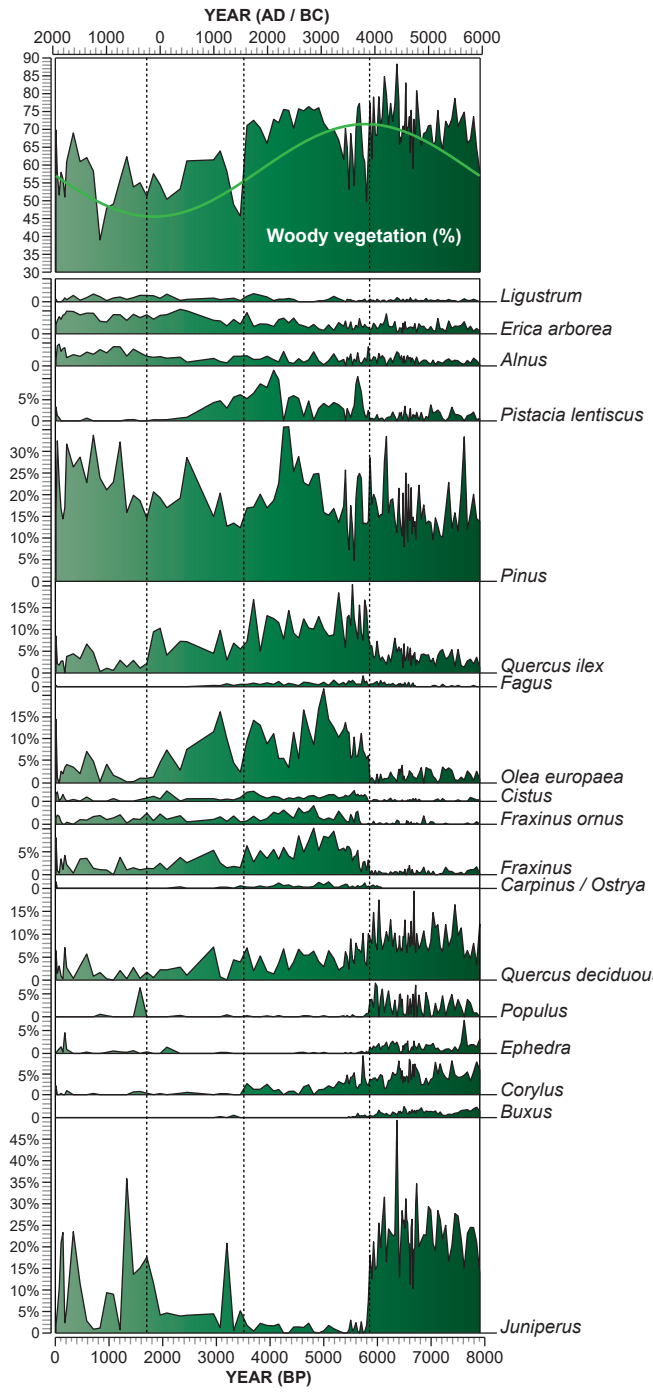 YEAR (AD / BC)
2000 1000 0 1000 2000 3000 4000 5000 6000
90
85
80
75
70
65
60
55
50
45
40
35
30
Woody vegetation (%)
0 Ligustrum
0 Erica arborea
0 Alnus
5%
0 Pistacia lentiscus
30%
25%
20%
15%
10%
5%
0 Pinus
15%
10%
5%
0 Quercus ilex
0 Fagus
15%
10%
5%
0 Olea europaea
0 Cistus
0 Fraxinus ornus
5%
0 Fraxinus
0 Carpinus / Ostrya
15%
10%
5%
0 Quercus deciduous
5%
0 Populus
5%
0 Ephedra
5%
0 Corylus
0 Buxus
45%
40%
35%
30%
25%
20%
15%
10%
5%
0 Juniperus
0 1000 2000 3000 4000 5000 6000 7000 8000
YEAR (BP)